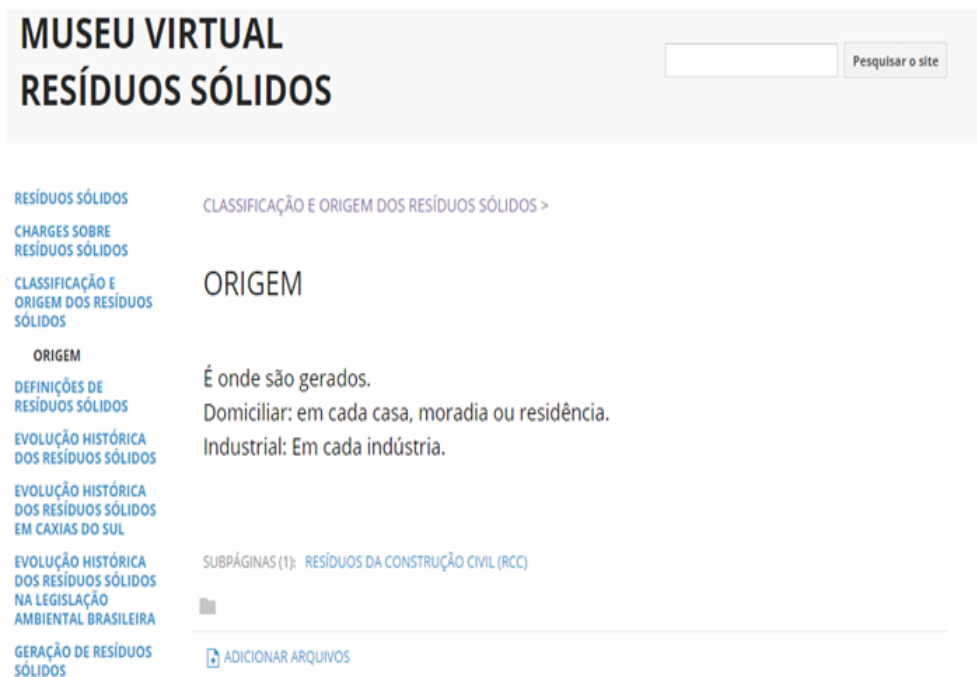 MUSEU VIRTUAL
RESÍDUOS SÓLIDOS
Pesquisar o site
RESÍDUOS SÓLIDOS
CHARGES SOBRE
RESÍDUOS SÓLIDOS
CLASSIFICAÇÃO E
ORIGEM DOS RESÍDUOS
SÓLIDOS
ORIGEM
DEFINIÇÕES DE
RESÍDUOS SÓLIDOS
EVOLUÇÃO HISTÓRICA
DOS RESÍDUOS SÓLIDOS
EVOLUÇÃO HISTÓRICA
DOS RESÍDUOS SÓLIDOS
EM CAXIAS DO SUL
EVOLUÇÃO HISTÓRICA
DOS RESÍDUOS SÓLIDOS
NA LEGISLAÇÃO
AMBIENTAL BRASILEIRA
GERAÇÃO DE RESÍDUOS
SÓLIDOS
CLASSIFICAÇÃO E ORIGEM DOS RESÍDUOS SÓLIDOS >
ORIGEM
É onde são gerados.
Domiciliar: em cada casa, moradia ou residência.
Industrial: Em cada indústria.
SUBPÁGINAS (1): RESÍDUOS DA CONSTRUÇÃO CIVIL (RCC)
ADICIONAR ARQUIVOS